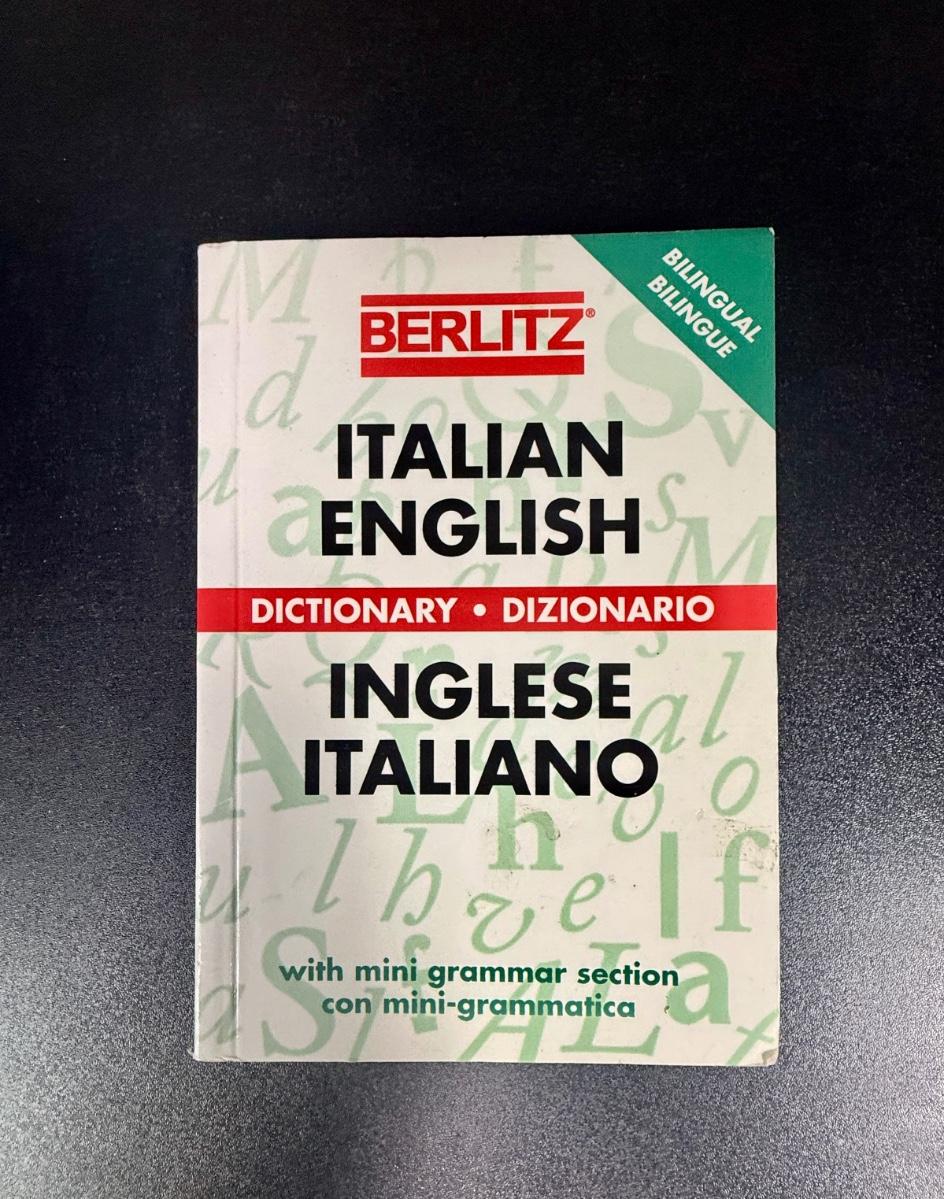 BILINGUAL
BILINGUE
BERLITZ®
ITALIAN
ENGLISH
DICTIONARY • DIZIONARIO
INGLESE
ITALIANO
with mini grammar section
con mini-grammatica